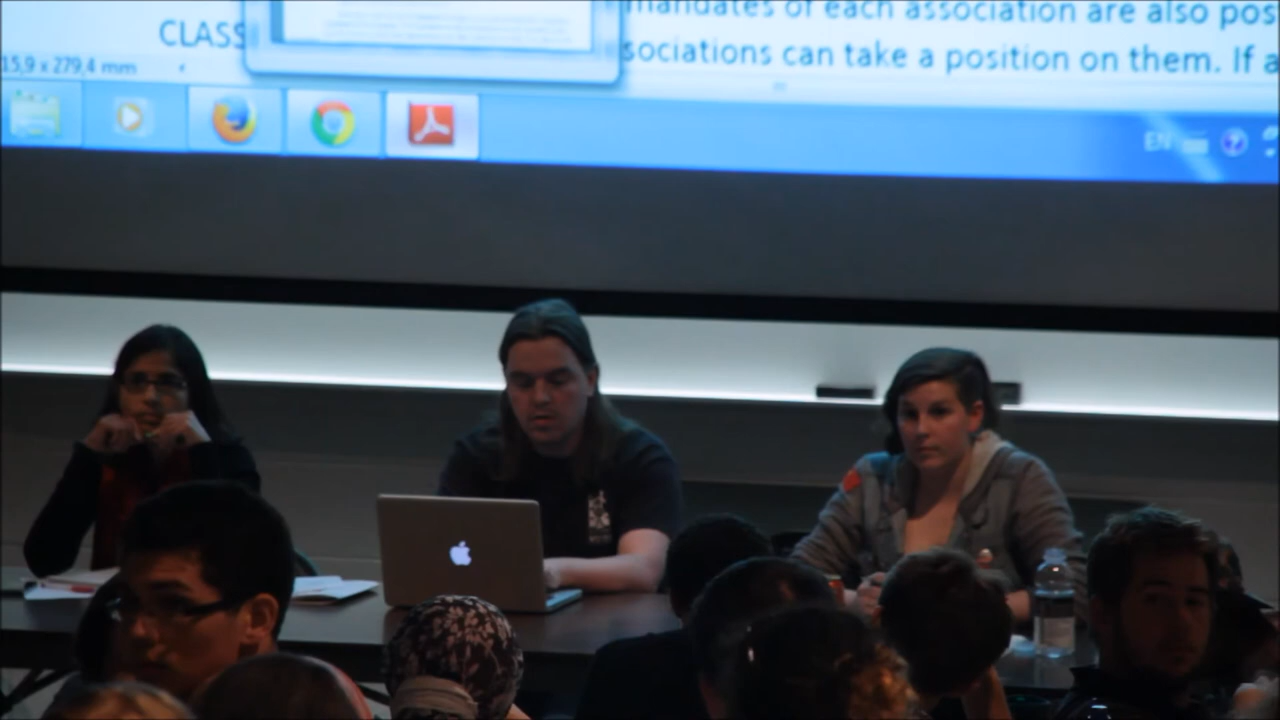 mandates of each association are also pos
CLASS
sociations can take a position on them. If a
15,9 x 279,4 mm
EN